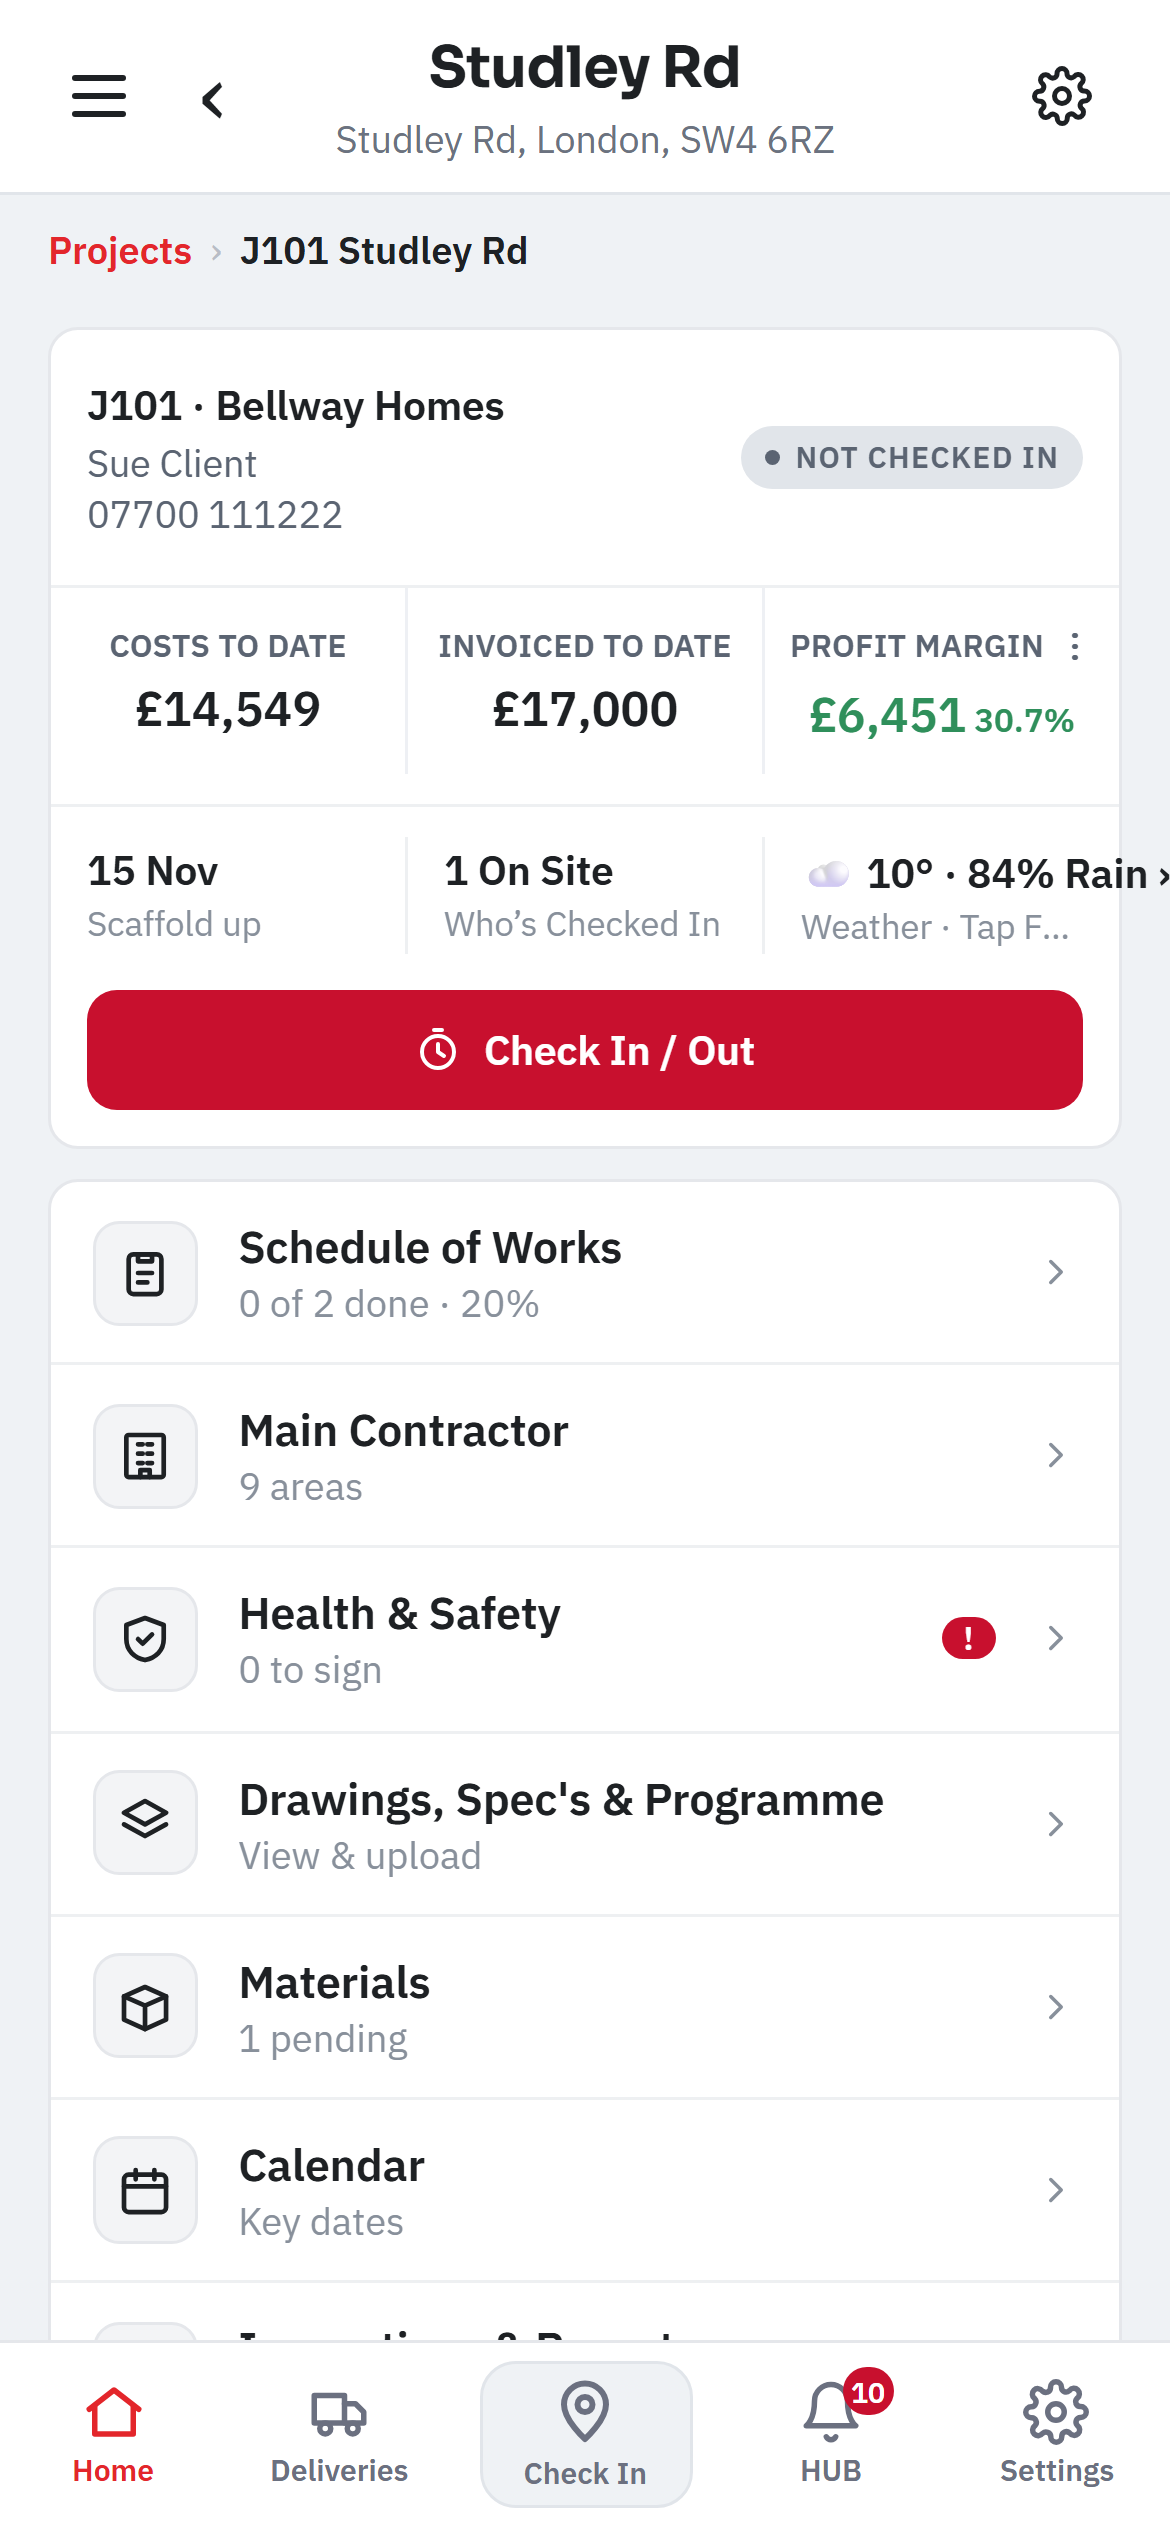 Studley Rd
Studley Rd, London, SW4 6RZ
Projects › J101 Studley Rd
J101 · Bellway Homes
Sue Client
07700 111222
NOT CHECKED IN
COSTS TO DATE
£14,549
INVOICED TO DATE
£17,000
PROFIT MARGIN
£6,451 30.7%
15 Nov
Scaffold up
1 On Site
Who’s Checked In
10° · 84% Rain ›
Weather · Tap F...
Check In / Out
Schedule of Works
0 of 2 done · 20%
Main Contractor
9 areas
Health & Safety
0 to sign
!
Drawings, Spec's & Programme
View & upload
Materials
1 pending
Calendar
Key dates
Home
Deliveries
Check In
10
HUB
Settings